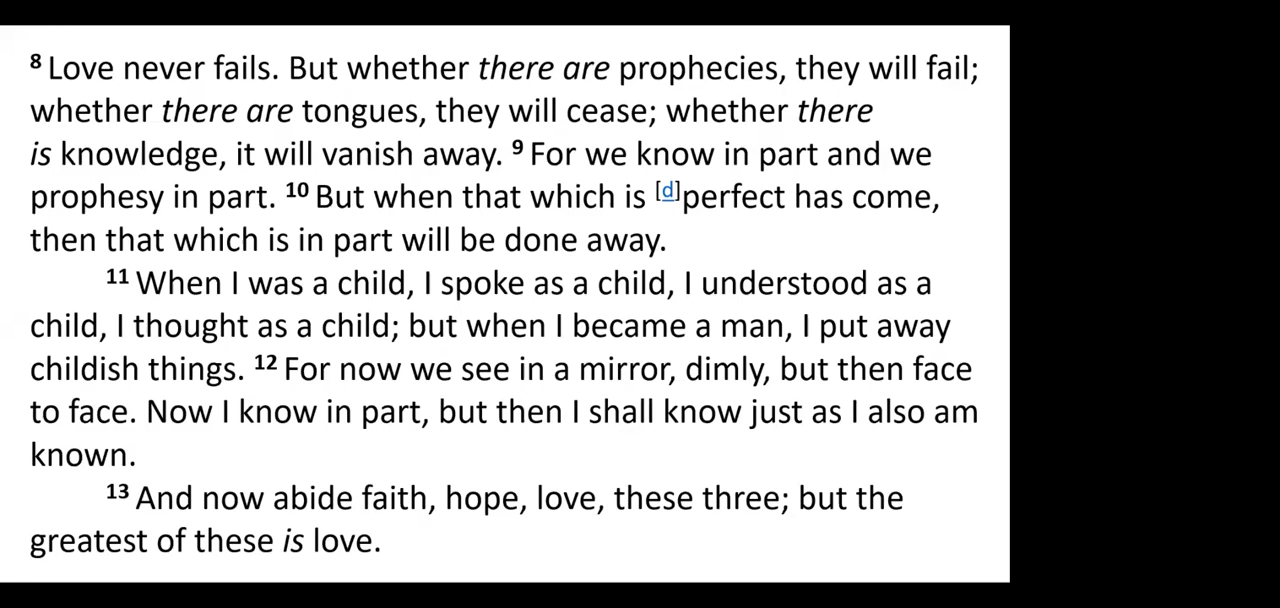 8 Love never fails. But whether there are prophecies, they will fail;
whether there are tongues, they will cease; whether there
is knowledge, it will vanish away. 9 For we know in part and we
prophesy in part. 10 But when that which is [d]perfect has come,
then that which is in part will be done away.
11 When I was a child, I spoke as a child, I understood as a
child, I thought as a child; but when I became a man, I put away
childish things. 12 For now we see in a mirror, dimly, but then face
to face. Now I know in part, but then I shall know just as I also am
known.
13 And now abide faith, hope, love, these three; but the
greatest of these is love.